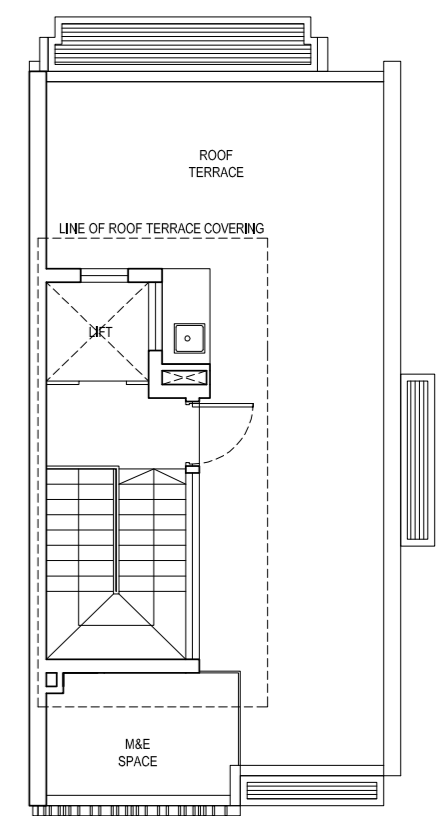 ROOF
TERRACE
LINE OF ROOF TERRACE COVERING
LIFT
M&E
SPACE